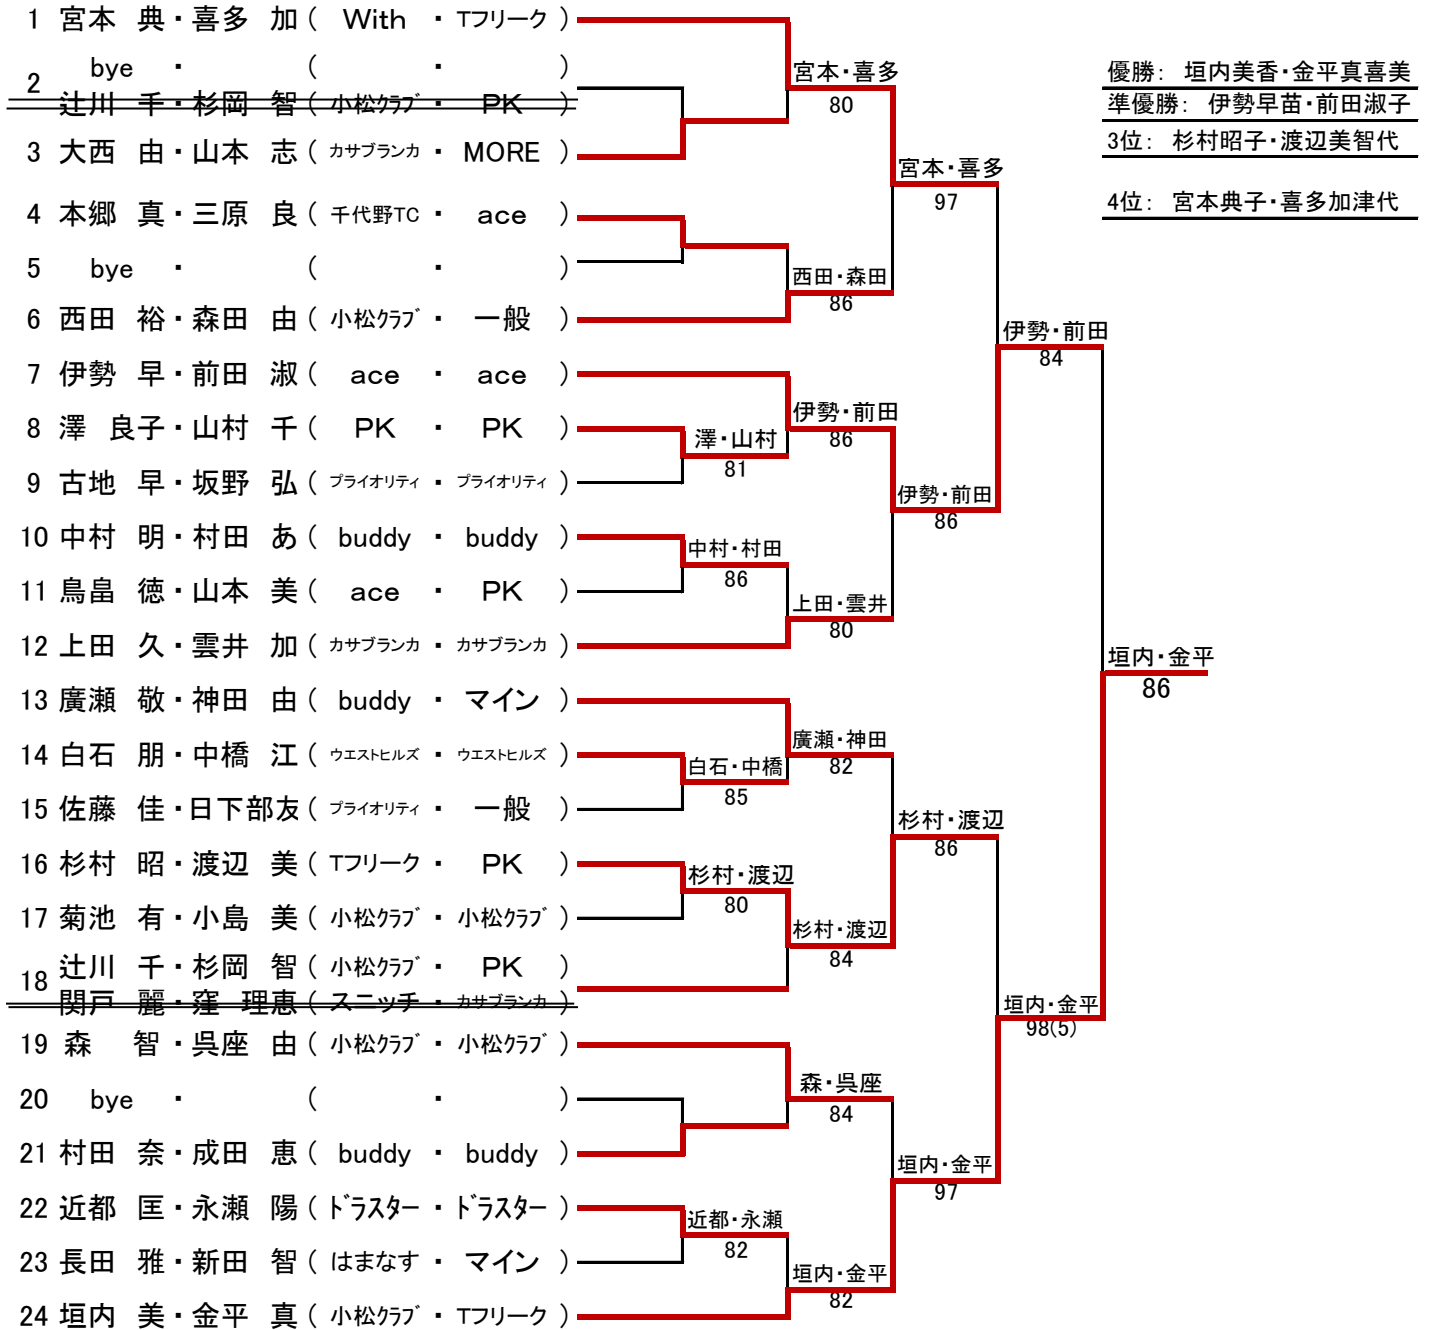 1 宮本 典・喜多 加 ( With ・ Tフリーク )
2 bye ・ ( ・ )
辻川 千・杉岡 智 ( 小松クラブ ・ PK )
3 大西 由・山本 志 ( カサブランカ ・ MORE )
4 本郷 真・三原 良 ( 千代野TC ・ ace )
5 bye ・ ( ・ )
6 西田 裕・森田 由 ( 小松クラブ ・ 一般 )
7 伊勢 早・前田 淑 ( ace ・ ace )
8 澤 良子・山村 千 ( PK ・ PK )
9 古地 早・坂野 弘 ( プライオリティ ・ プライオリティ )
10 中村 明・村田 あ ( buddy ・ buddy )
11 鳥畠 徳・山本 美 ( ace ・ PK )
12 上田 久・雲井 加 ( カサブランカ ・ カサブランカ )
13 廣瀬 敬・神田 由 ( buddy ・ マイン )
14 白石 朋・中橋 江 ( ウエストヒルズ ・ ウエストヒルズ )
15 佐藤 佳・日下部友 ( プライオリティ ・ 一般 )
16 杉村 昭・渡辺 美 ( Tフリーク ・ PK )
17 菊池 有・小島 美 ( 小松クラブ ・ 小松クラブ )
18 辻川 千・杉岡 智 ( 小松クラブ ・ PK )
関戸 麗・窪 理恵 ( スニッチ ・ カサブランカ )
19 森 智・呉座 由 ( 小松クラブ ・ 小松クラブ )
20 bye ・ ( ・ )
21 村田 奈・成田 恵 ( buddy ・ buddy )
22 近都 匡・永瀬 陽 ( ドラスター ・ ドラスター )
23 長田 雅・新田 智 ( はまなす ・ マイン )
24 垣内 美・金平 真 ( 小松クラブ ・ Tフリーク )
澤・山村
81
中村・村田
86
白石・中橋
85
杉村・渡辺
80
近都・永瀬
82
宮本・喜多
80
西田・森田
86
伊勢・前田
86
上田・雲井
80
廣瀬・神田
82
杉村・渡辺
84
森・呉座
84
垣内・金平
82
宮本・喜多
97
伊勢・前田
86
杉村・渡辺
86
垣内・金平
97
伊勢・前田
84
垣内・金平
98(5)
垣内・金平
86
優勝: 垣内美香・金平真喜美
準優勝: 伊勢早苗・前田淑子
3位: 杉村昭子・渡辺美智代
4位: 宮本典子・喜多加津代